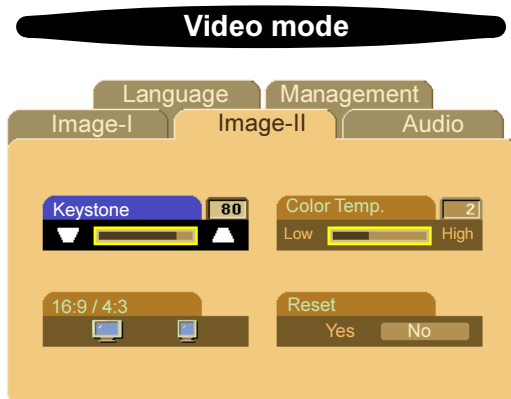 Video mode
Language Management
Image-I Image-II Audio
Keystone 80
Color Temp. 2
Low High
16:9 / 4:3
Reset
Yes No